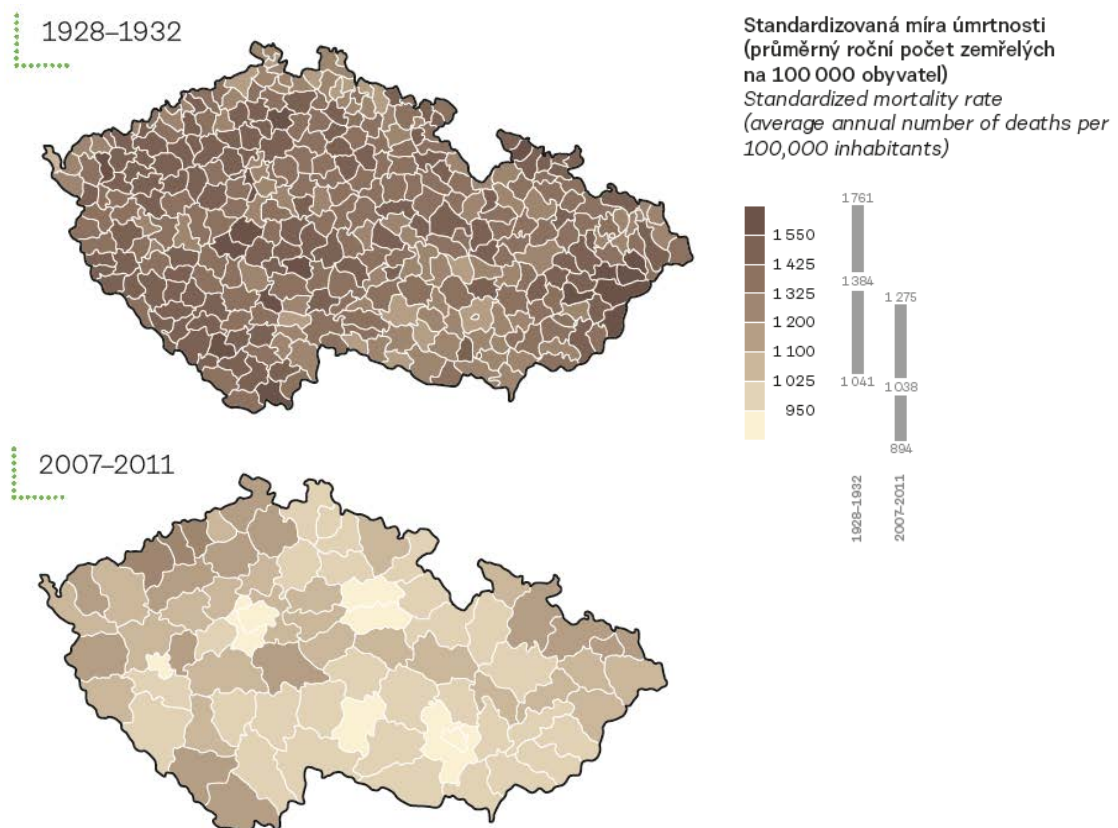 1928–1932
Standardizovaná míra úmrtnosti
(průměrný roční počet zemřelých
na 100 000 obyvatel)
Standardized mortality rate
(average annual number of deaths per
100,000 inhabitants)
1 550
1 425
1 325
1 200
1 100
1 025
950
1 761
1 384
1 041
1 275
1 038
894
1928–1932
2007–2011
2007–2011